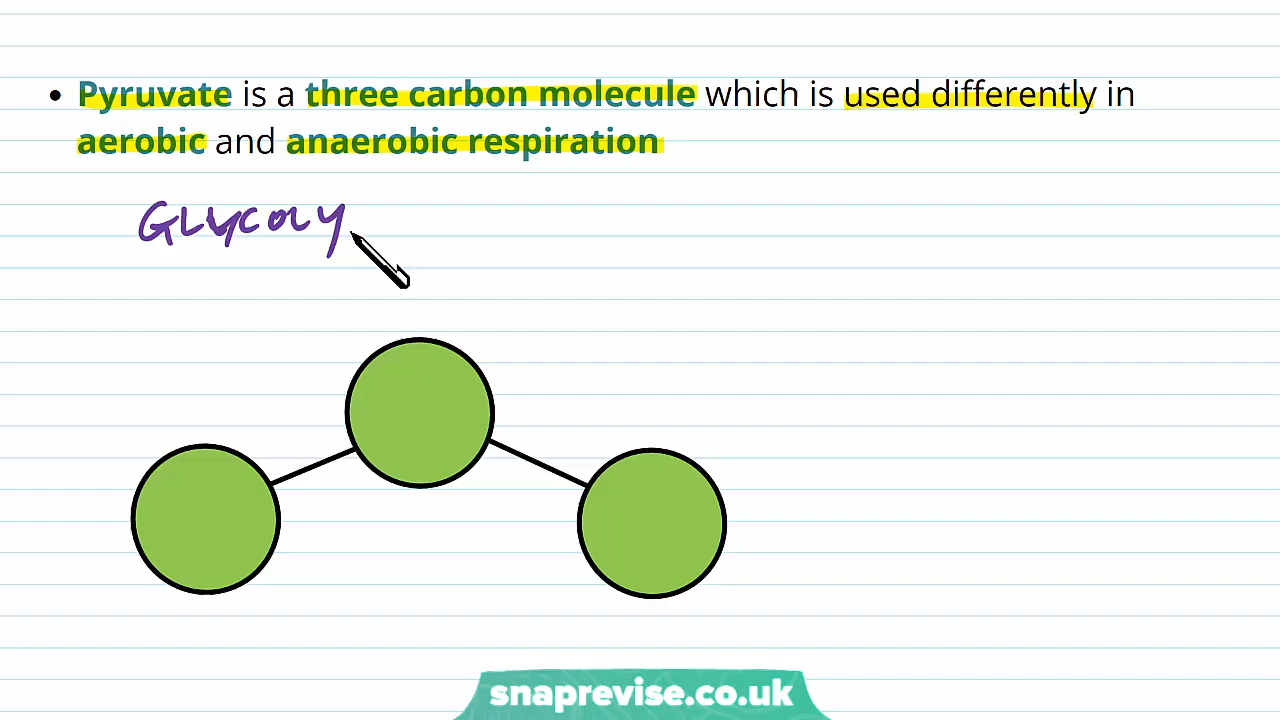 • Pyruvate is a three carbon molecule which is used differently in
aerobic and anaerobic respiration
GLYCOLY
snaprevise.co.uk